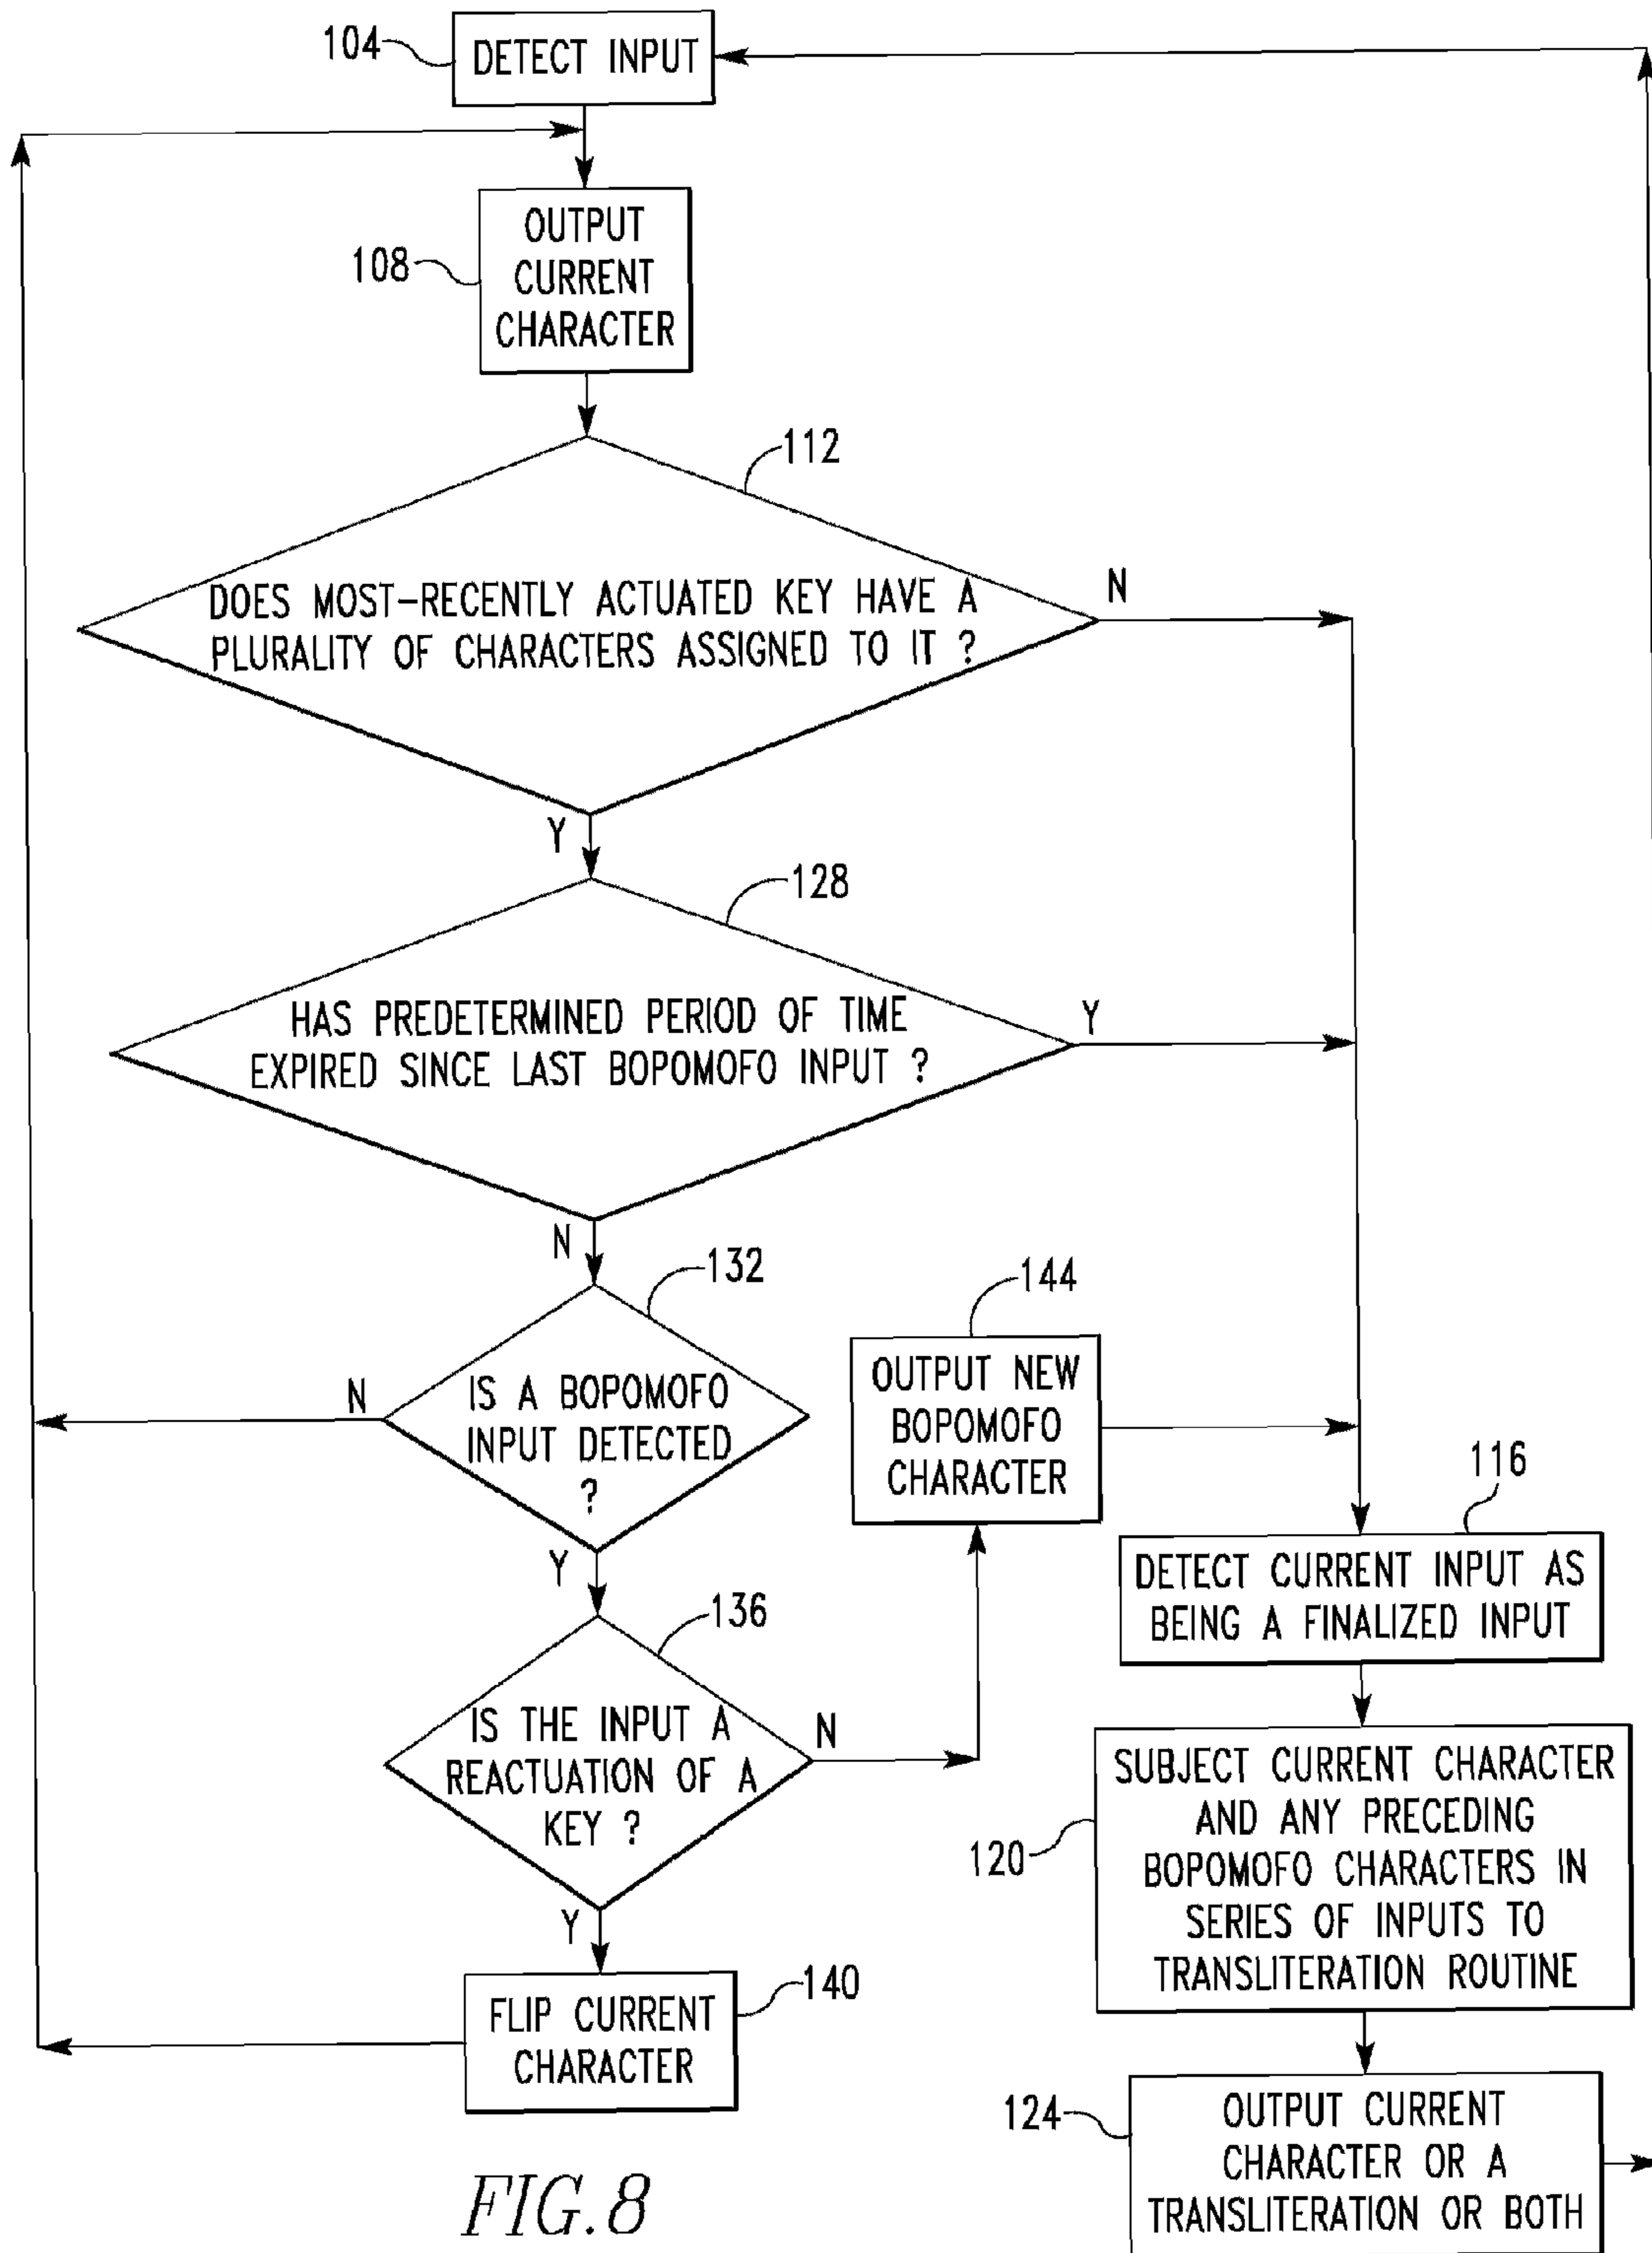 104
DETECT INPUT
108
OUTPUT
CURRENT
CHARACTER
112
DOES MOST-RECENTLY ACTUATED KEY HAVE A
PLURALITY OF CHARACTERS ASSIGNED TO IT ?
N
Y
128
HAS PREDETERMINED PERIOD OF TIME
EXPIRED SINCE LAST BOPOMOFO INPUT ?
Y
N
132
IS A BOPOMOFO
INPUT DETECTED
?
N
Y
144
OUTPUT NEW
BOPOMOFO
CHARACTER
136
IS THE INPUT A
REACTUATION OF A
KEY ?
N
Y
140
FLIP CURRENT
CHARACTER
116
DETECT CURRENT INPUT AS
BEING A FINALIZED INPUT
120
SUBJECT CURRENT CHARACTER
AND ANY PRECEDING
BOPOMOFO CHARACTERS IN
SERIES OF INPUTS TO
TRANSLITERATION ROUTINE
124
OUTPUT CURRENT
CHARACTER OR A
TRANSLITERATION OR BOTH
FIG.8